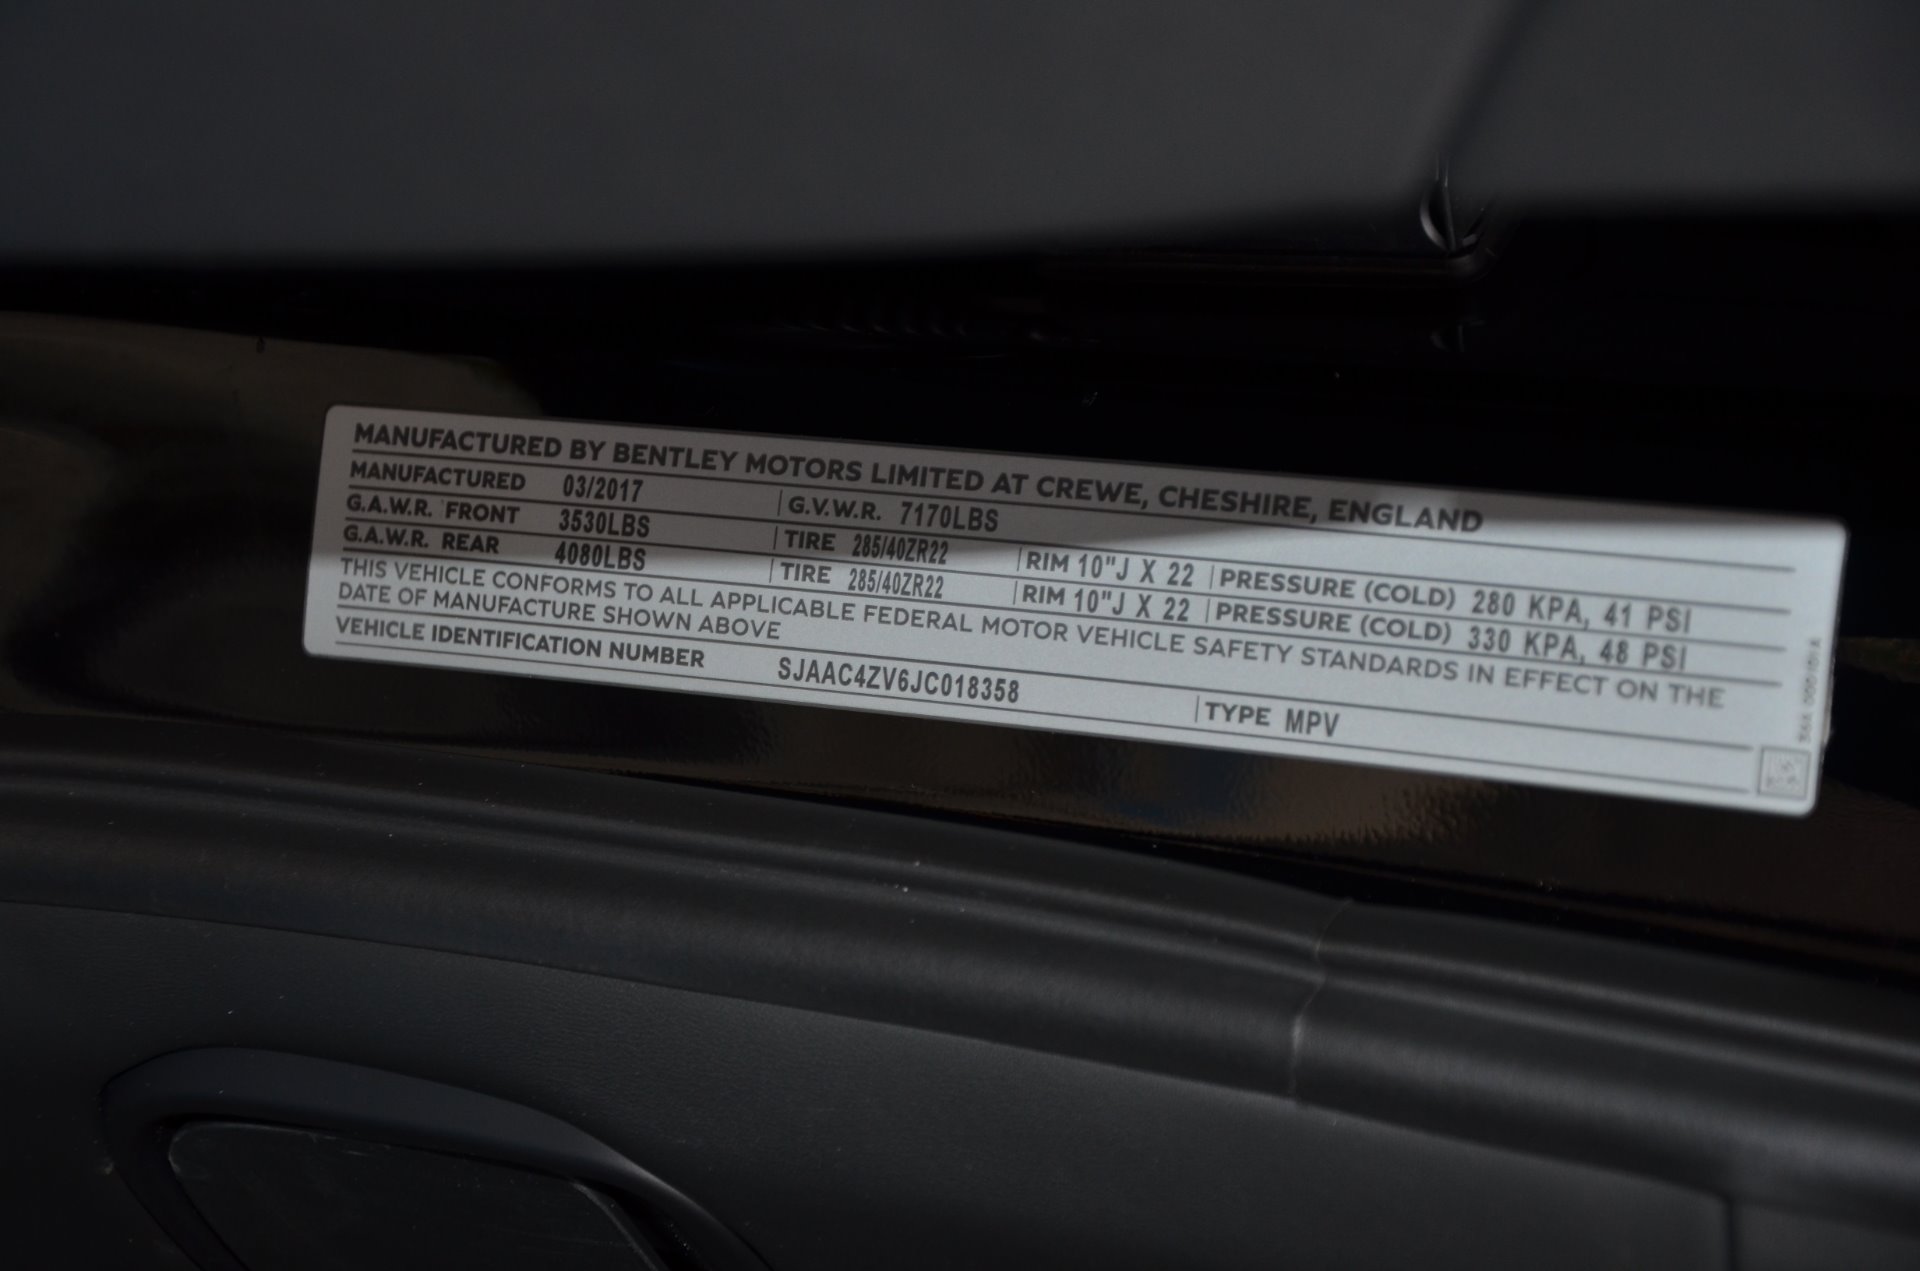 MANUFACTURED BY BENTLEY MOTORS LIMITED AT CREWE, CHESHIRE, ENGLAND
MANUFACTURED 03/2017 G.V.W.R. 7170LBS
G.A.W.R. FRONT 3530LBS TIRE 285/40ZR22 RIM 10"J X 22 PRESSURE (COLD) 280 KPA, 41 PSI
G.A.W.R. REAR 4080LBS TIRE 285/40ZR22 RIM 10"J X 22 PRESSURE (COLD) 330 KPA, 48 PSI
THIS VEHICLE CONFORMS TO ALL APPLICABLE FEDERAL MOTOR VEHICLE SAFETY STANDARDS IN EFFECT ON THE
DATE OF MANUFACTURE SHOWN ABOVE
VEHICLE IDENTIFICATION NUMBER SJAAC4ZV6JC018358 TYPE MPV